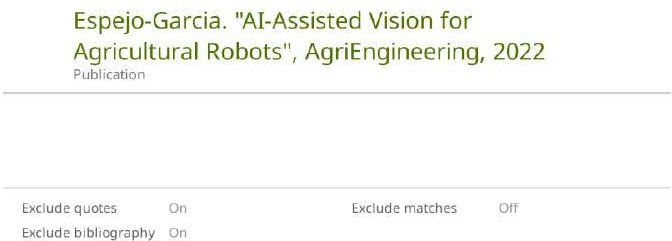 Espejo-Garcia. "AI-Assisted Vision for
Agricultural Robots", AgriEngineering, 2022
Publication
Exclude quotes On Exclude matches Off
Exclude bibliography On